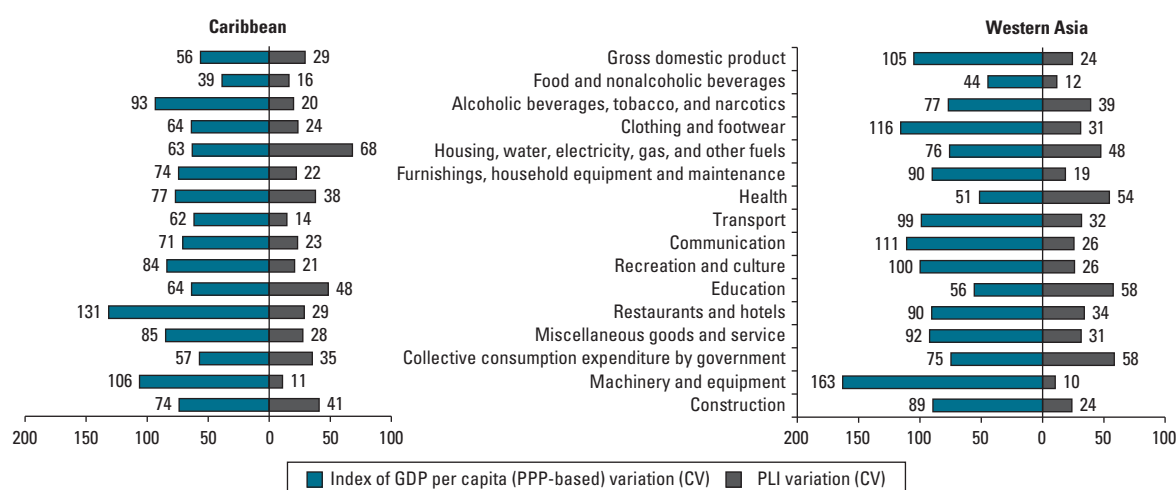 Caribbean Western Asia
56 29 Gross domestic product 105 24
39 16 Food and nonalcoholic beverages 44 12
93 20 Alcoholic beverages, tobacco, and narcotics 77 39
64 24 Clothing and footwear 116 31
63 68 Housing, water, electricity, gas, and other fuels 76 48
74 22 Furnishings, household equipment and maintenance 90 19
77 38 Health 51 54
62 14 Transport 99 32
71 23 Communication 111 26
84 21 Recreation and culture 100 26
64 48 Education 56 58
131 29 Restaurants and hotels 90 34
85 28 Miscellaneous goods and service 92 31
57 35 Collective consumption expenditure by government 75 58
106 11 Machinery and equipment 163 10
74 41 Construction 89 24
200 150 100 50 0 50 100 200 150 100 50 0 50 100
Index of GDP per capita (PPP-based) variation (CV) PLI variation (CV)